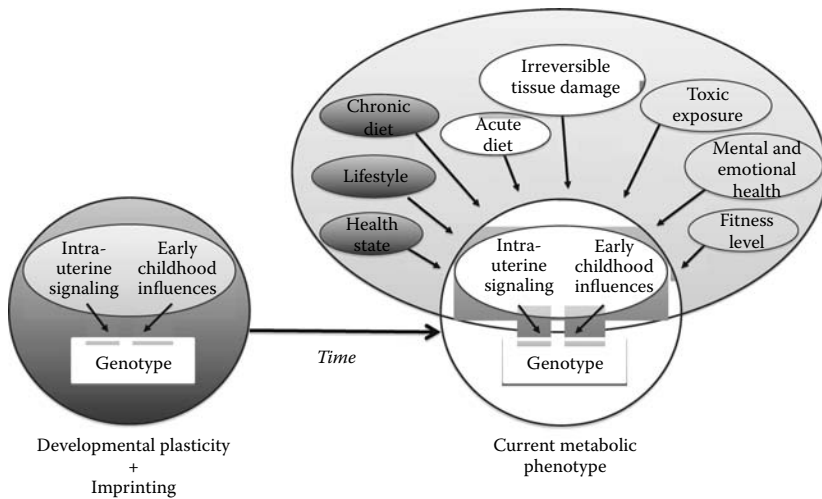 Irreversible
tissue damage
Chronic
diet
Acute
diet
Toxic
exposure
Lifestyle
Mental and
emotional
health
Health
state
Fitness
level
Intra-
uterine
signaling
Early
childhood
influences
Genotype
Time
Intra-
uterine
signaling
Early
childhood
influences
Genotype
Developmental plasticity
+
Imprinting
Current metabolic
phenotype